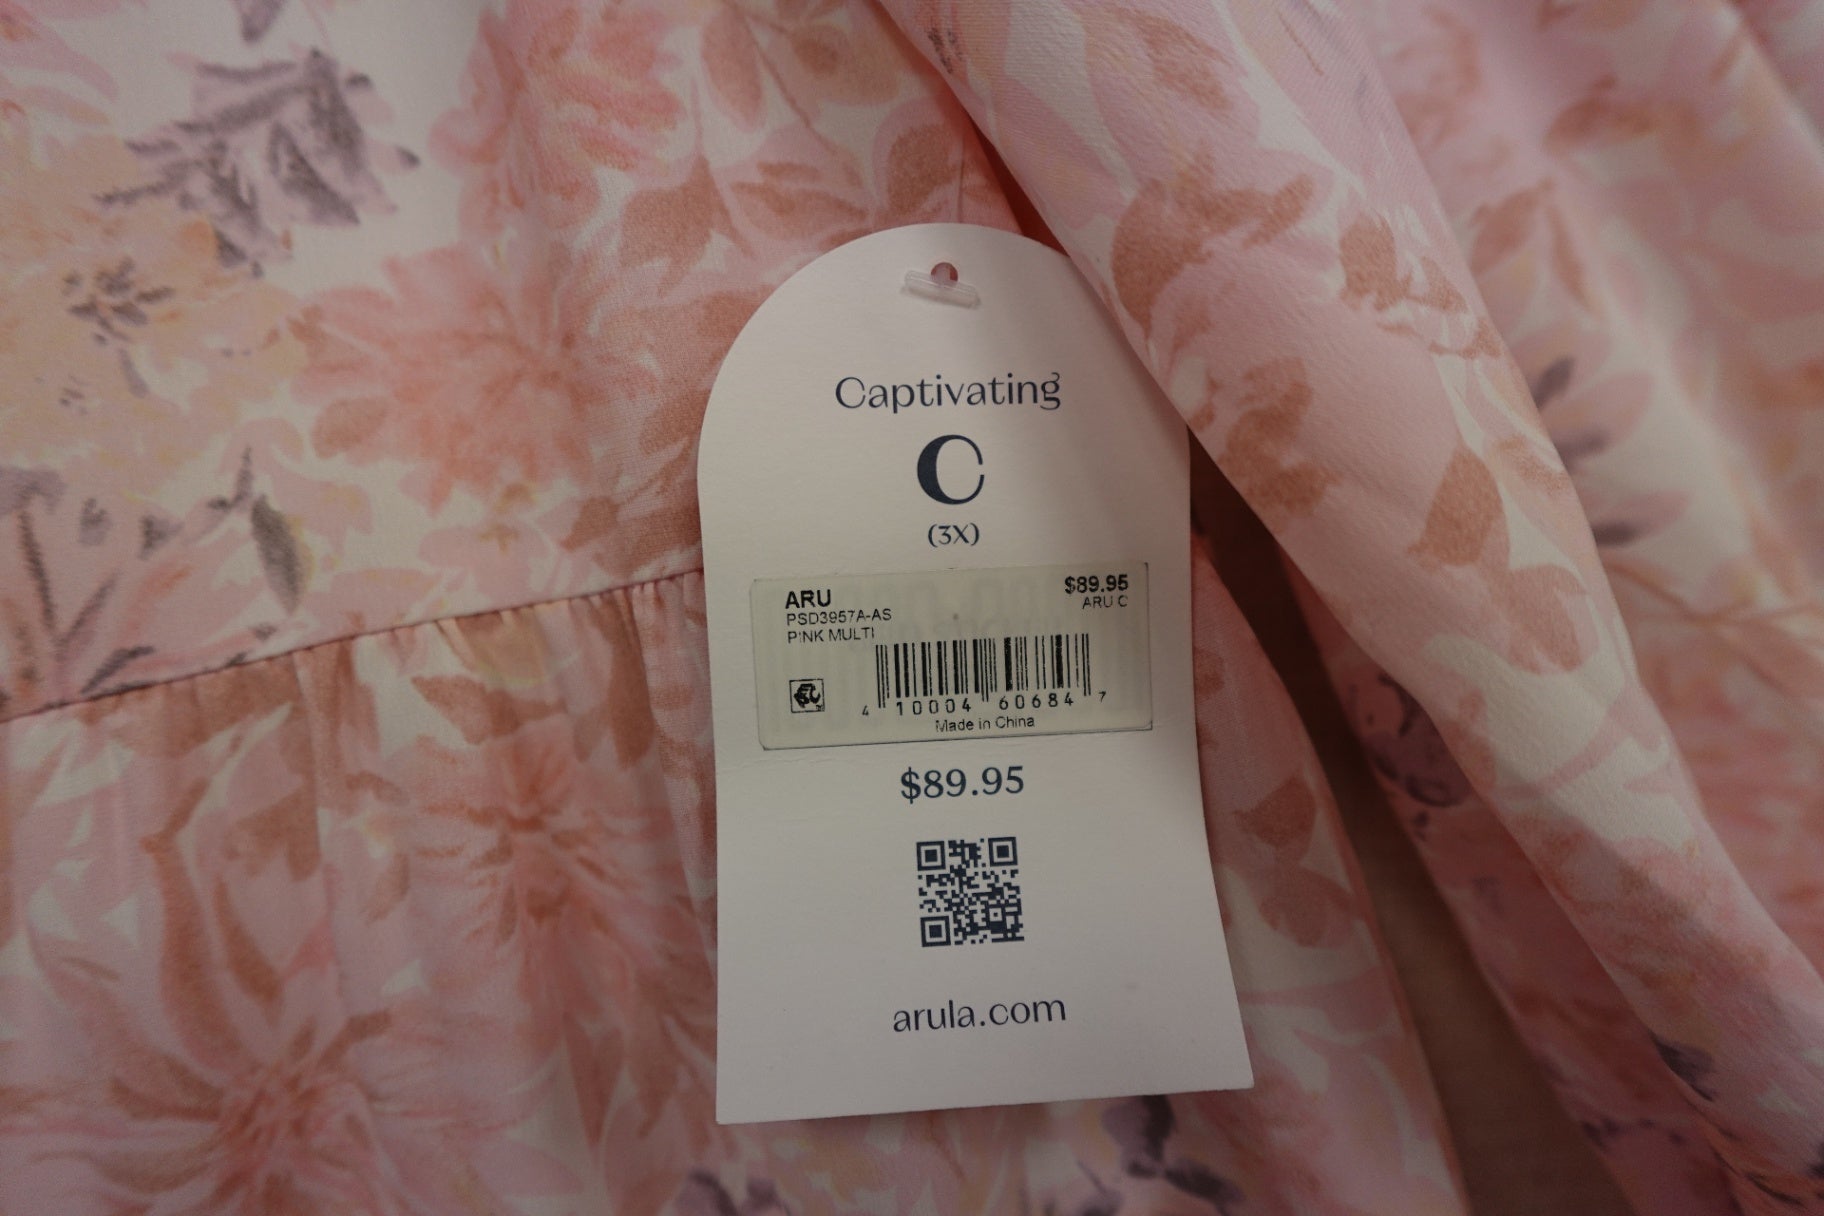 Captivating
C
(3X)
ARU $89.95
PSD3957A-AS ARU C
PINK MULTI
4 10004 60684 7
Made in China
$89.95
arula.com